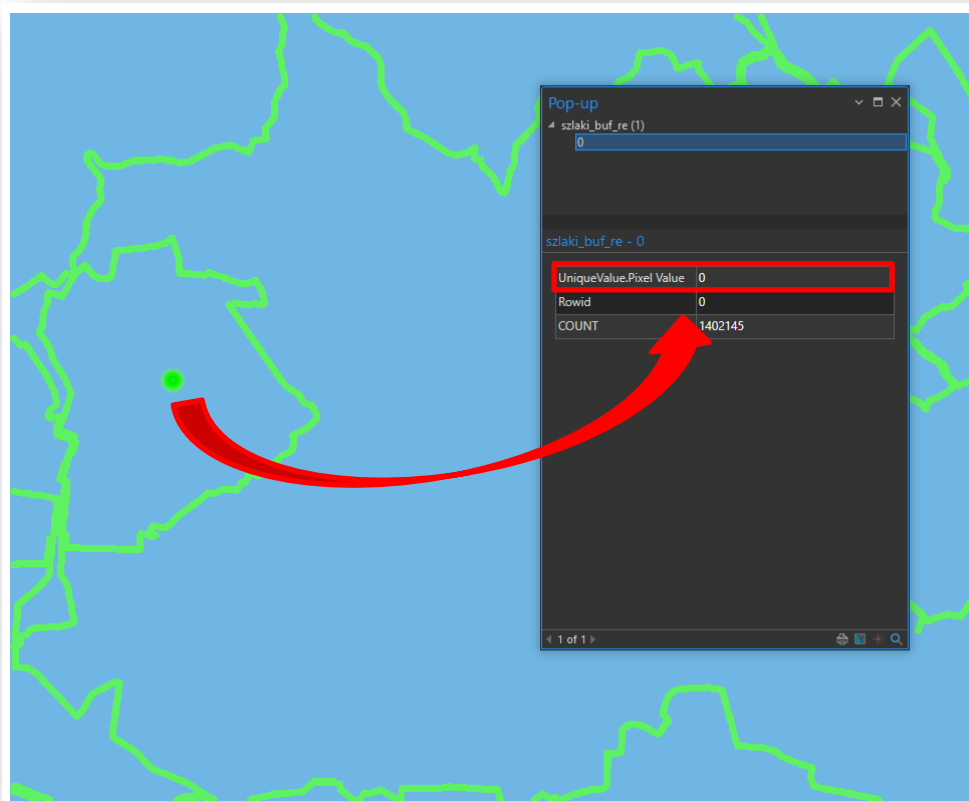 Pop-up
szlaki_buf_re (1)
0
szlaki_buf_re - 0
UniqueValue.Pixel Value 0
Rowid 0
COUNT 1402145
1 of 1